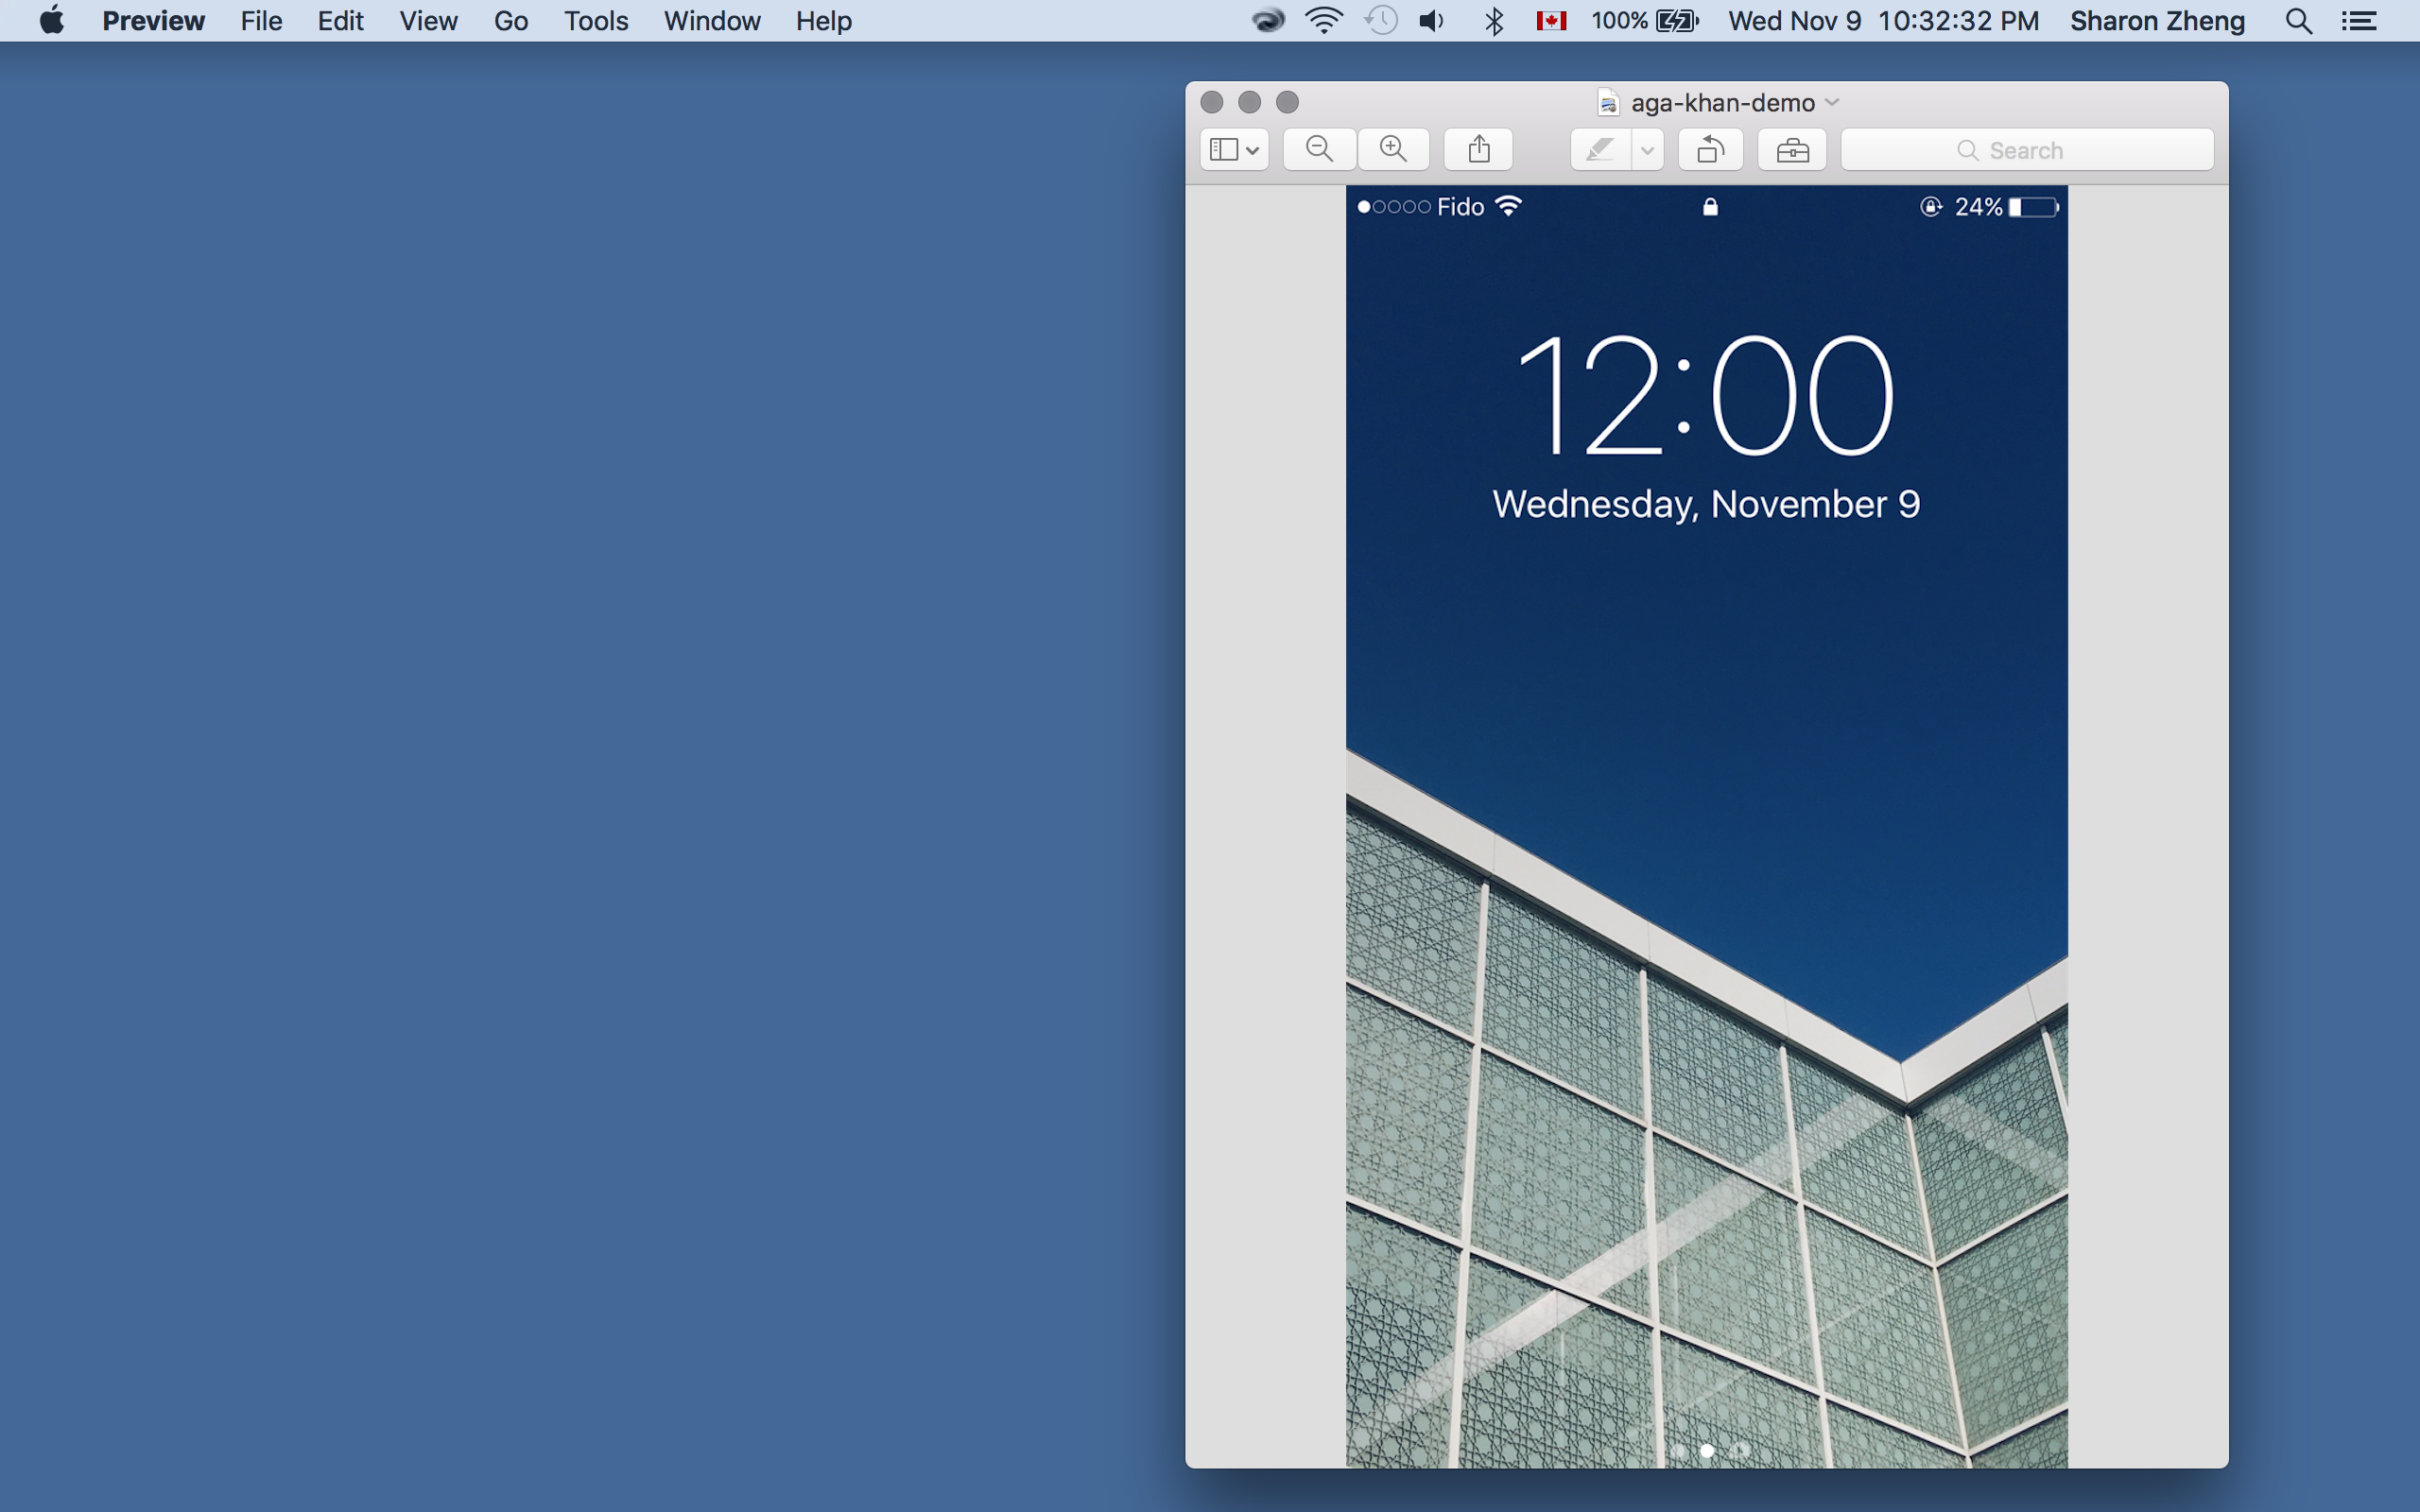 Preview File Edit View Go Tools Window Help 100% Wed Nov 9 10:32:32 PM Sharon Zheng
aga-khan-demo
Search
Fido 24%
12:00
Wednesday, November 9